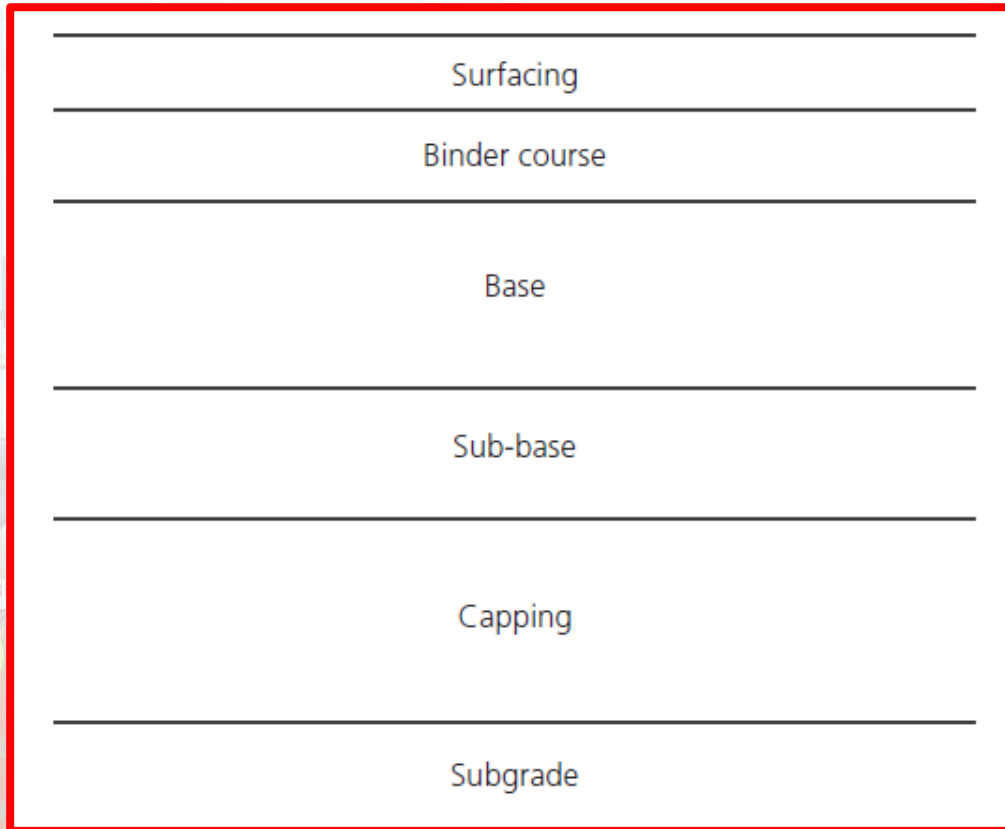 Surfacing
Binder course
Base
Sub-base
Capping
Subgrade